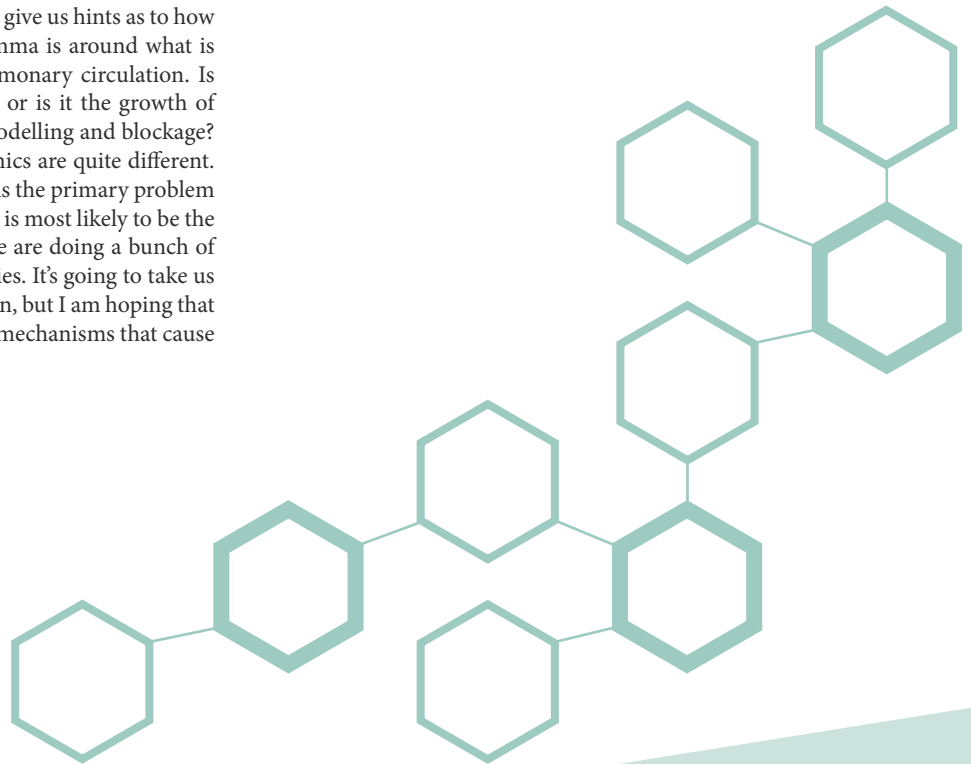 give us hints as to how
mma is around what is
monary circulation. Is
or is it the growth of
odelling and blockage?
nics are quite different.
s the primary problem
is most likely to be the
e are doing a bunch of
ies. It's going to take us
n, but I am hoping that
mechanisms that cause